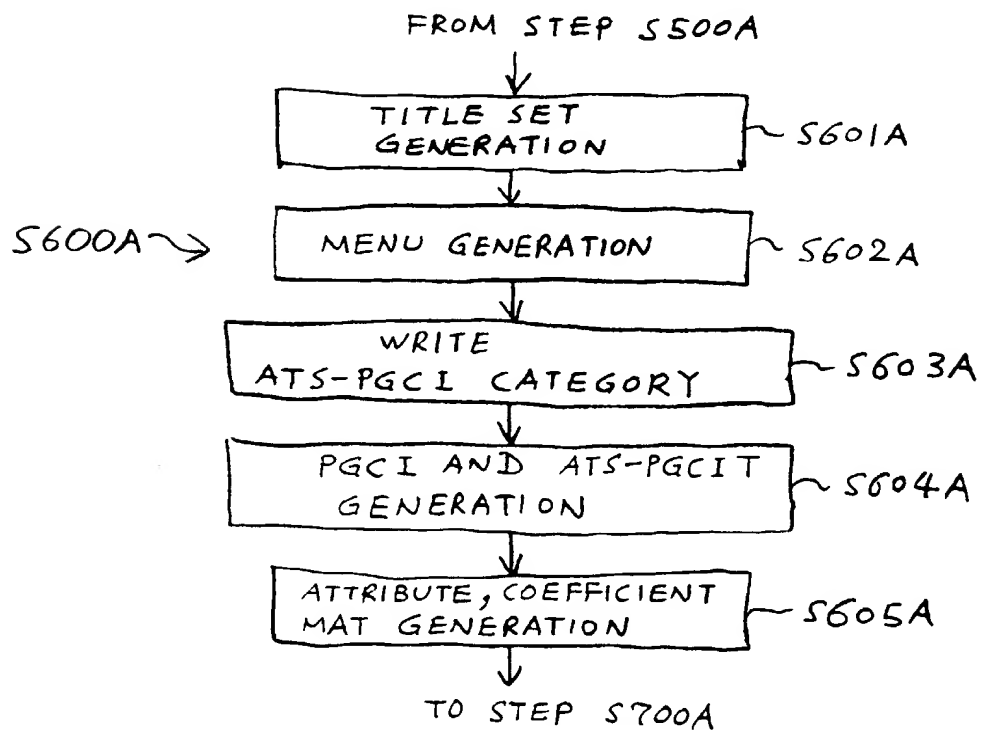 FROM STEP S500A
TITLE SET
GENERATION
S601A
S600A
MENU GENERATION
S602A
WRITE
ATS-PGCI CATEGORY
S603A
PGCI AND ATS-PGCIT
GENERATION
S604A
ATTRIBUTE, COEFFICIENT
MAT GENERATION
S605A
TO STEP S700A